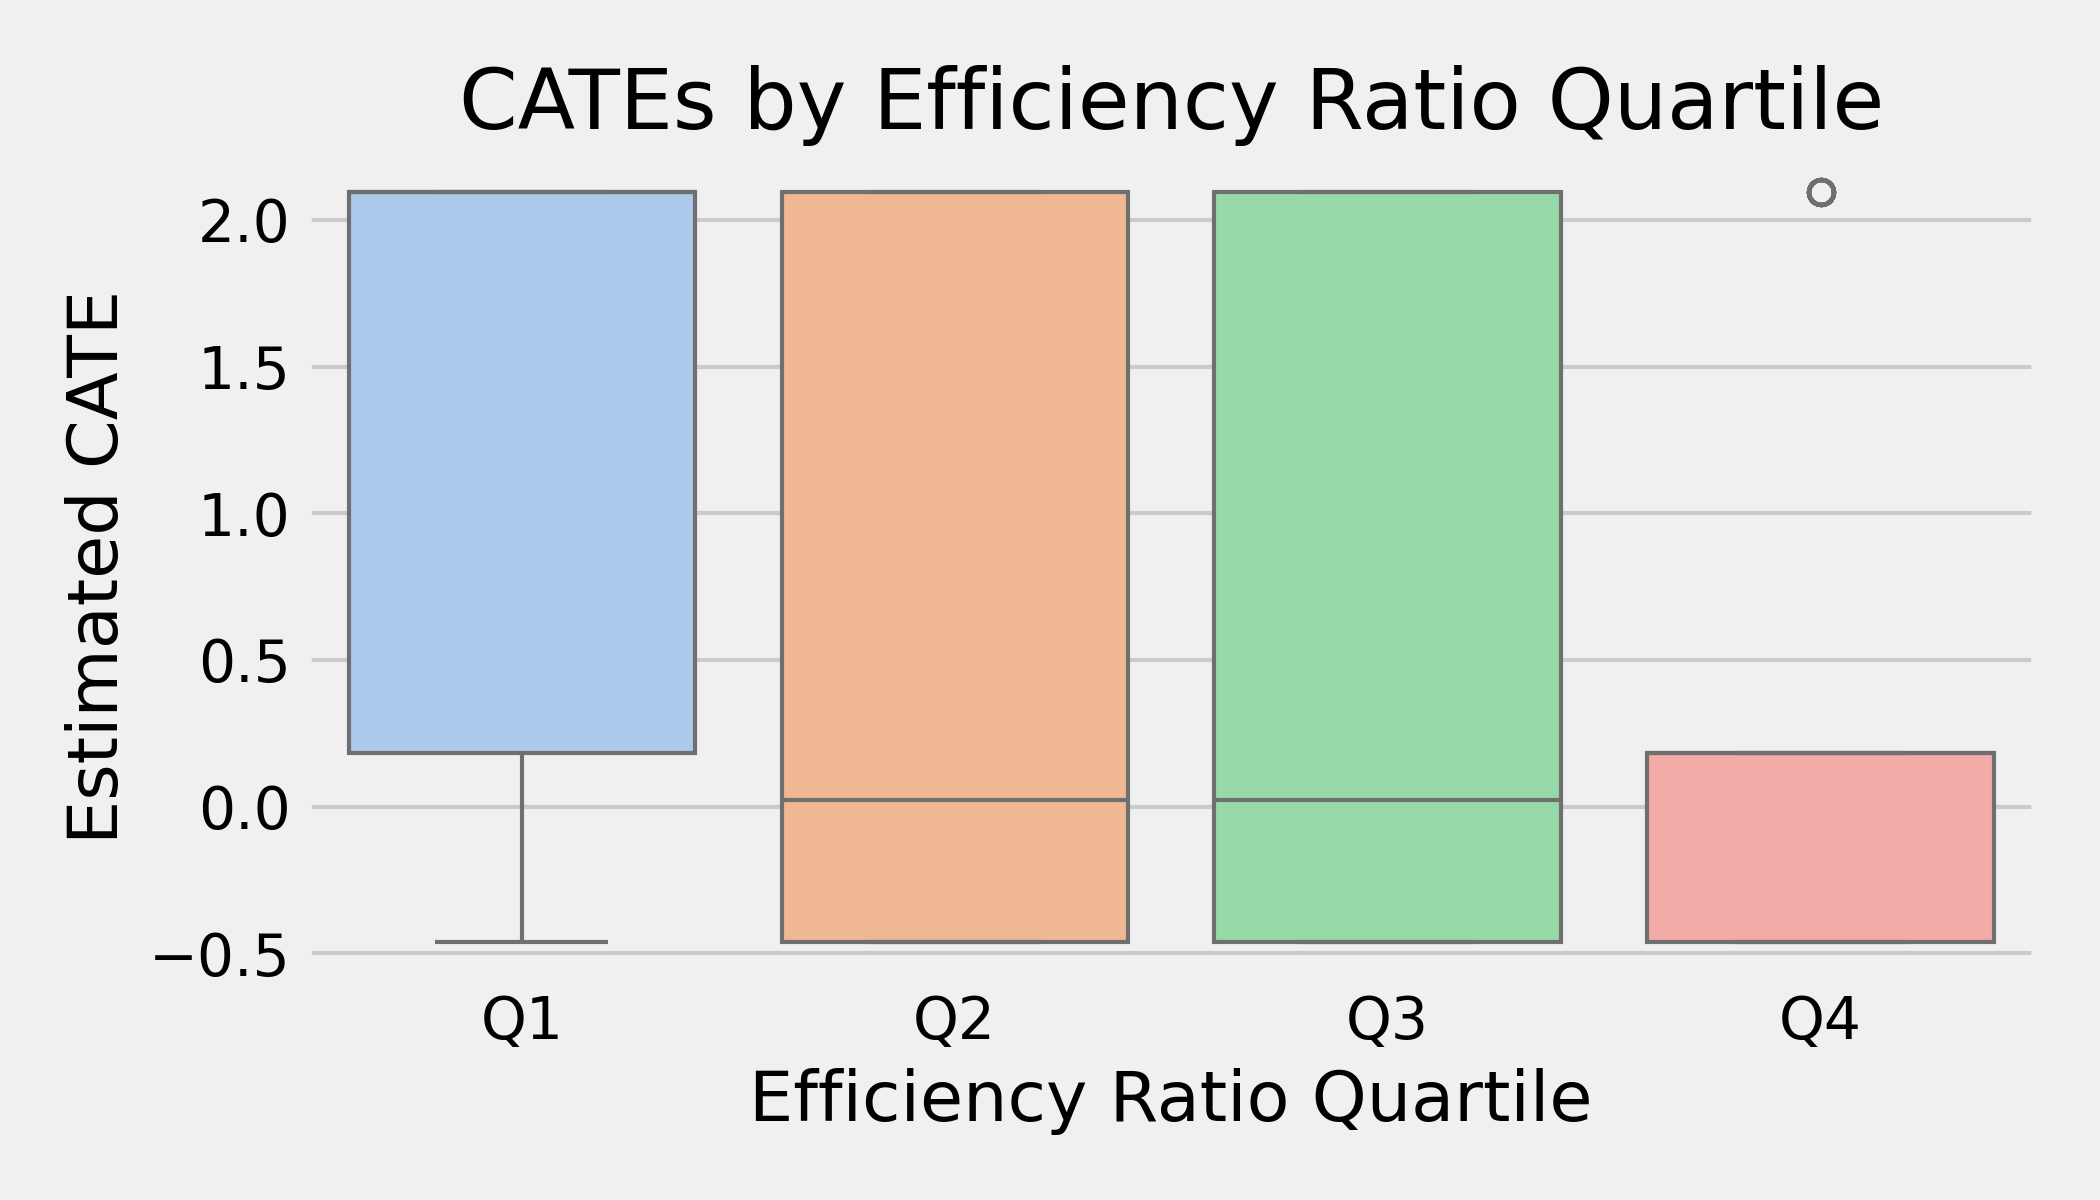 CATEs by Efficiency Ratio Quartile
Estimated CATE
2.0
1.5
1.0
0.5
0.0
−0.5
Q1 Q2 Q3 Q4
Efficiency Ratio Quartile